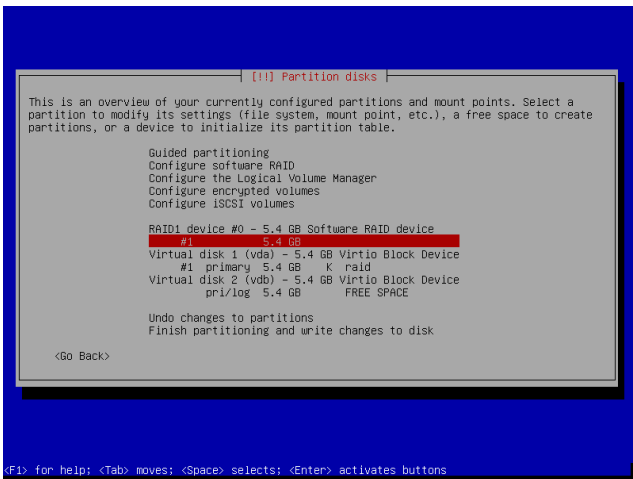 [!!] Partition disks
This is an overview of your currently configured partitions and mount points. Select a
partition to modify its settings (file system, mount point, etc.), a free space to create
partitions, or a device to initialize its partition table.
Guided partitioning
Configure software RAID
Configure the Logical Volume Manager
Configure encrypted volumes
Configure iSCSI volumes
RAID1 device #0 – 5.4 GB Software RAID device
#1 5.4 GB
Virtual disk 1 (vda) – 5.4 GB Virtio Block Device
#1 primary 5.4 GB K raid
Virtual disk 2 (vdb) – 5.4 GB Virtio Block Device
pri/log 5.4 GB FREE SPACE
Undo changes to partitions
Finish partitioning and write changes to disk
<Go Back>
<F1> for help; <Tab> moves; <Space> selects; <Enter> activates buttons